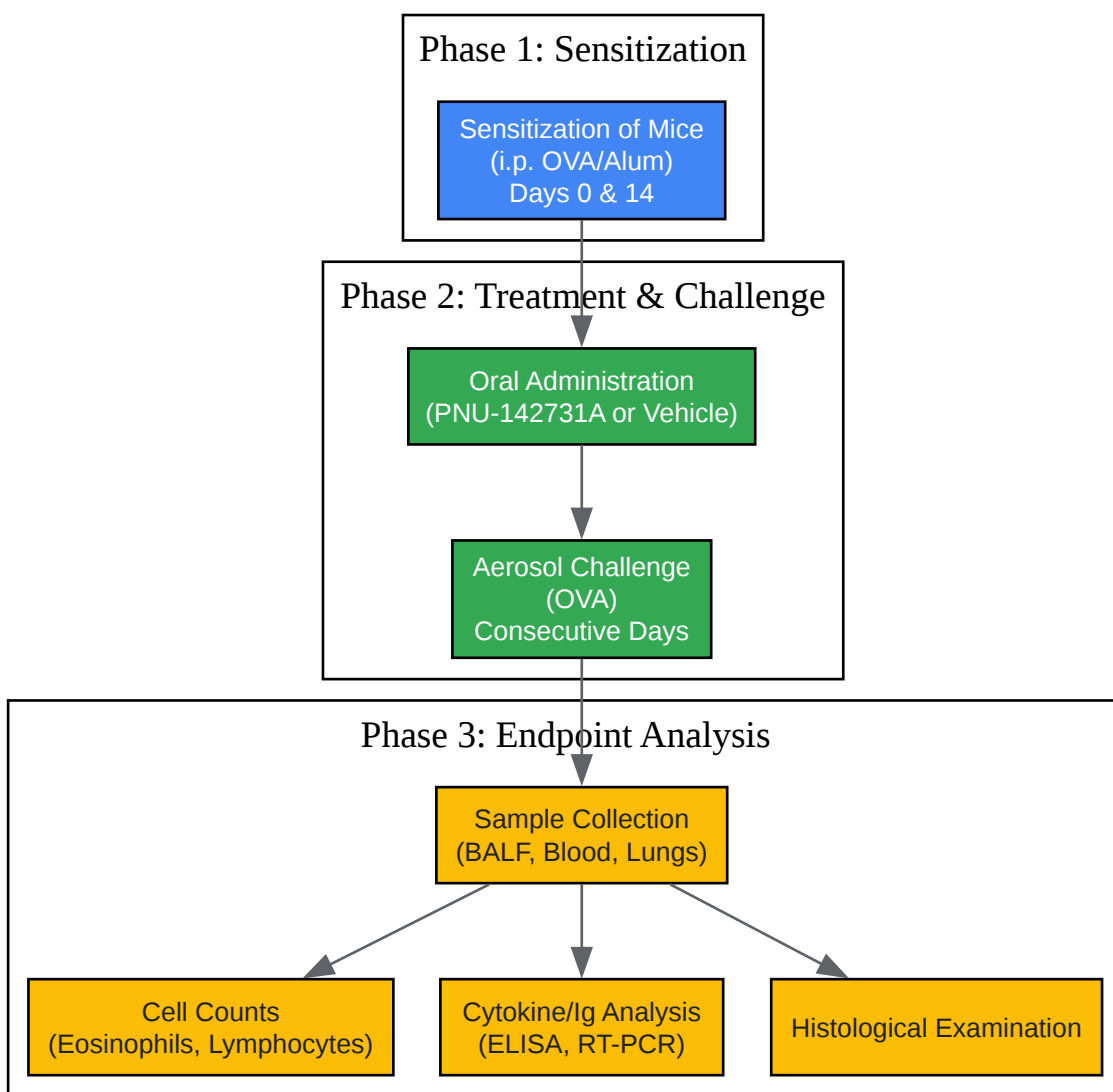 Phase 1: Sensitization
Sensitization of Mice
(i.p. OVA/Alum)
Days 0 & 14
Phase 2: Treatment & Challenge
Oral Administration
(PNU-142731A or Vehicle)
Aerosol Challenge
(OVA)
Consecutive Days
Phase 3: Endpoint Analysis
Sample Collection
(BALF, Blood, Lungs)
Cell Counts
(Eosinophils, Lymphocytes)
Cytokine/Ig Analysis
(ELISA, RT-PCR)
Histological Examination